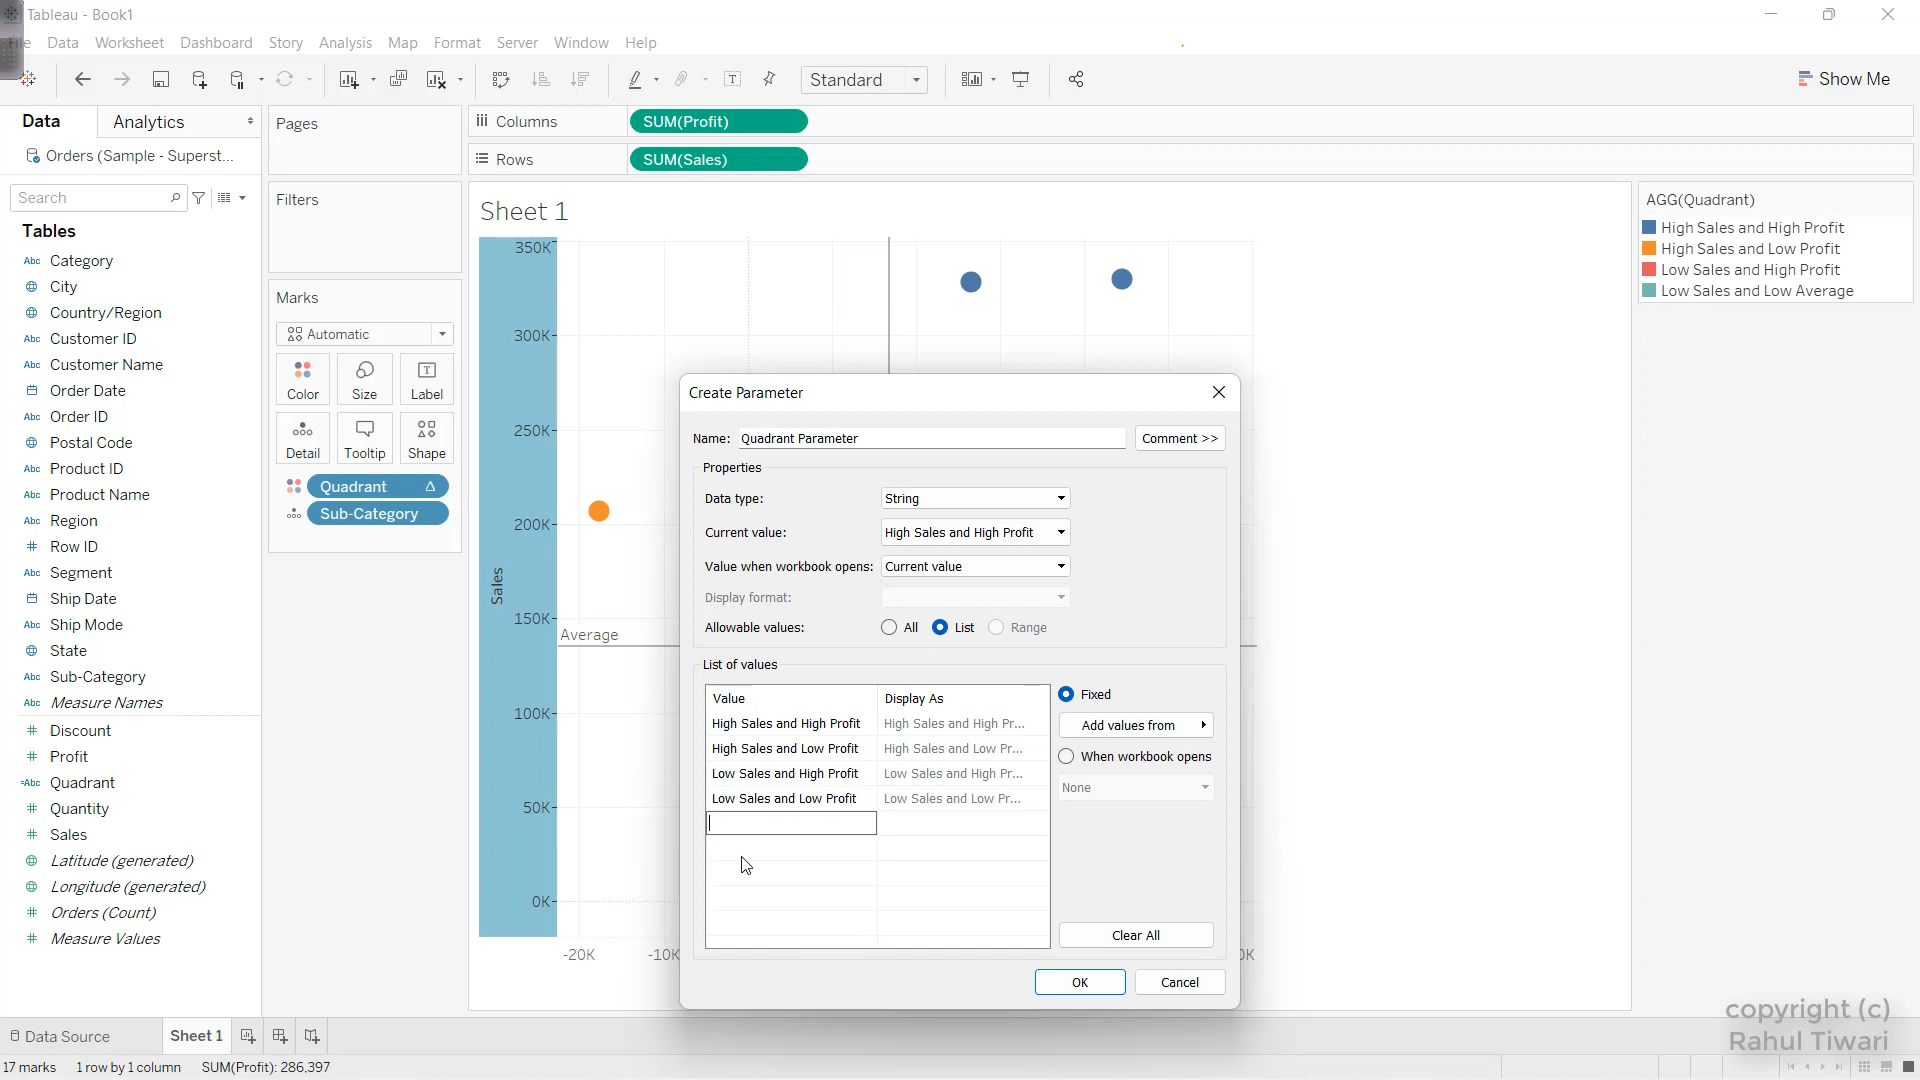 Tableau - Book1
Data Worksheet Dashboard Story Analysis Map Format Server Window Help
Standard
Show Me
Data Analytics
Orders (Sample - Superst...
Search
Tables
Category
City
Country/Region
Customer ID
Customer Name
Order Date
Order ID
Postal Code
Product ID
Product Name
Region
Row ID
Segment
Ship Date
Ship Mode
State
Sub-Category
Measure Names
Discount
Profit
Quadrant
Quantity
Sales
Latitude (generated)
Longitude (generated)
Orders (Count)
Measure Values
Pages
Filters
Marks
Automatic
Color Size Label
Detail Tooltip Shape
Quadrant
Sub-Category
Columns SUM(Profit)
Rows SUM(Sales)
Sheet 1
350K
300K
250K
200K
150K
100K
50K
0K
Sales
Average
-20K -10K
AGG(Quadrant)
High Sales and High Profit
High Sales and Low Profit
Low Sales and High Profit
Low Sales and Low Average
Create Parameter
Name: Quadrant Parameter Comment >>
Properties
Data type: String
Current value: High Sales and High Profit
Value when workbook opens: Current value
Display format:
Allowable values: All List Range
List of values
Value Display As
High Sales and High Profit High Sales and High Pr...
High Sales and Low Profit High Sales and Low Pr...
Low Sales and High Profit Low Sales and High Pr...
Low Sales and Low Profit Low Sales and Low Pr...
Fixed
Add values from
When workbook opens
None
Clear All
OK Cancel
copyright (c)
Rahul Tiwari
Data Source Sheet 1
17 marks 1 row by 1 column SUM(Profit): 286,397